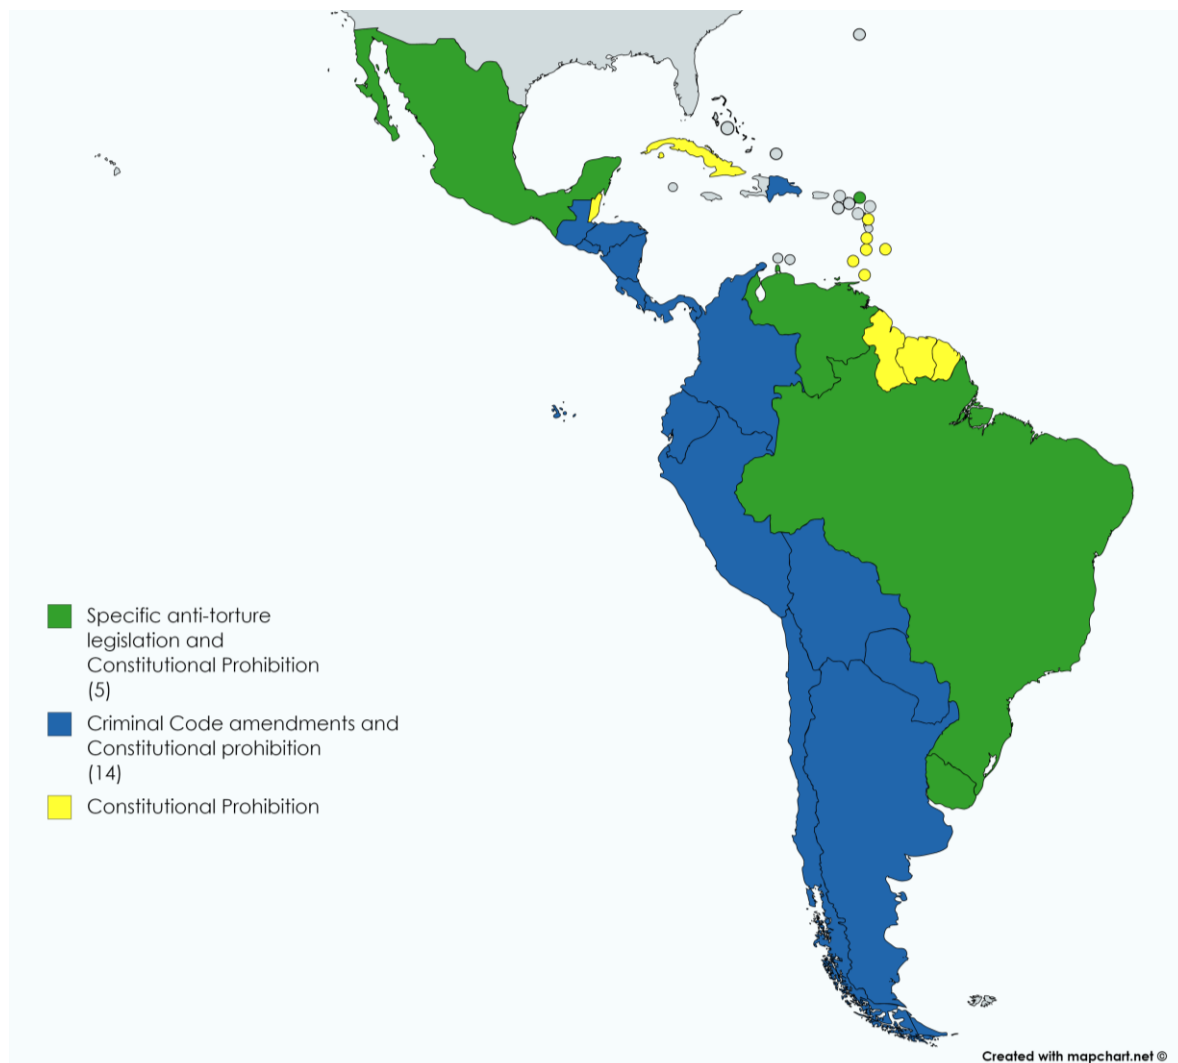 Specific anti-torture
legislation and
Constitutional Prohibition
(5)
Criminal Code amendments and
Constitutional prohibition
(14)
Constitutional Prohibition
Created with mapchart.net ©